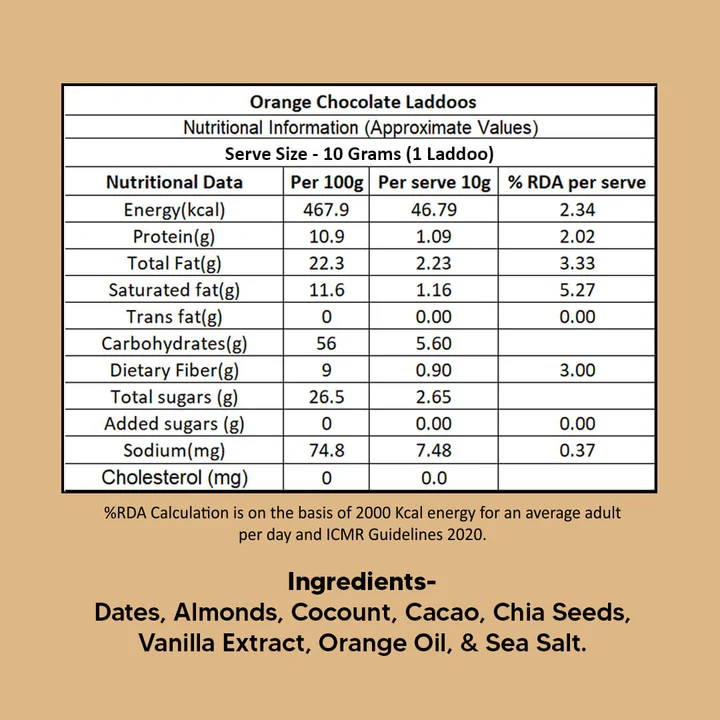 Orange Chocolate Laddoos
Nutritional Information (Approximate Values)
Serve Size - 10 Grams (1 Laddoo)
Nutritional Data Per 100g Per serve 10g % RDA per serve
Energy(kcal) 467.9 46.79 2.34
Protein(g) 10.9 1.09 2.02
Total Fat(g) 22.3 2.23 3.33
Saturated fat(g) 11.6 1.16 5.27
Trans fat(g) 0 0.00 0.00
Carbohydrates(g) 56 5.60
Dietary Fiber(g) 9 0.90 3.00
Total sugars (g) 26.5 2.65
Added sugars (g) 0 0.00 0.00
Sodium(mg) 74.8 7.48 0.37
Cholesterol (mg) 0 0.0
%RDA Calculation is on the basis of 2000 Kcal energy for an average adult
per day and ICMR Guidelines 2020.
Ingredients-
Dates, Almonds, Cocount, Cacao, Chia Seeds,
Vanilla Extract, Orange Oil, & Sea Salt.